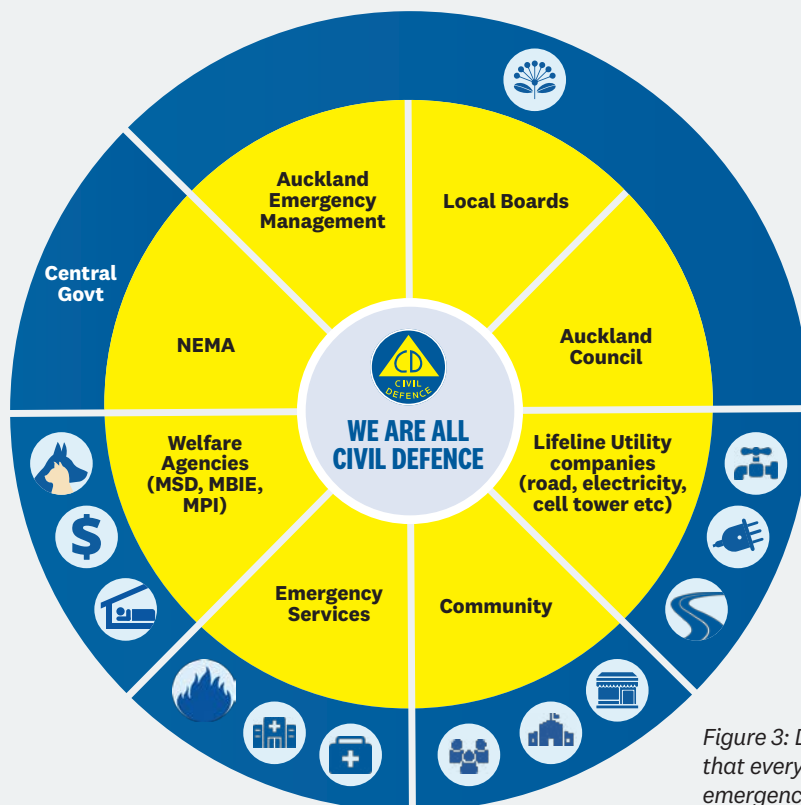 Auckland
Emergency
Management
Local Boards
Central
Govt
NEMA
Auckland
Council
CD
CIVIL
DEFENCE
WE ARE ALL
CIVIL DEFENCE
Welfare
Agencies
(MSD, MBIE,
MPI)
Lifeline Utility
companies
(road, electricity,
cell tower etc)
$
Emergency
Services
Community
Figure 3: D
that every
emergenc